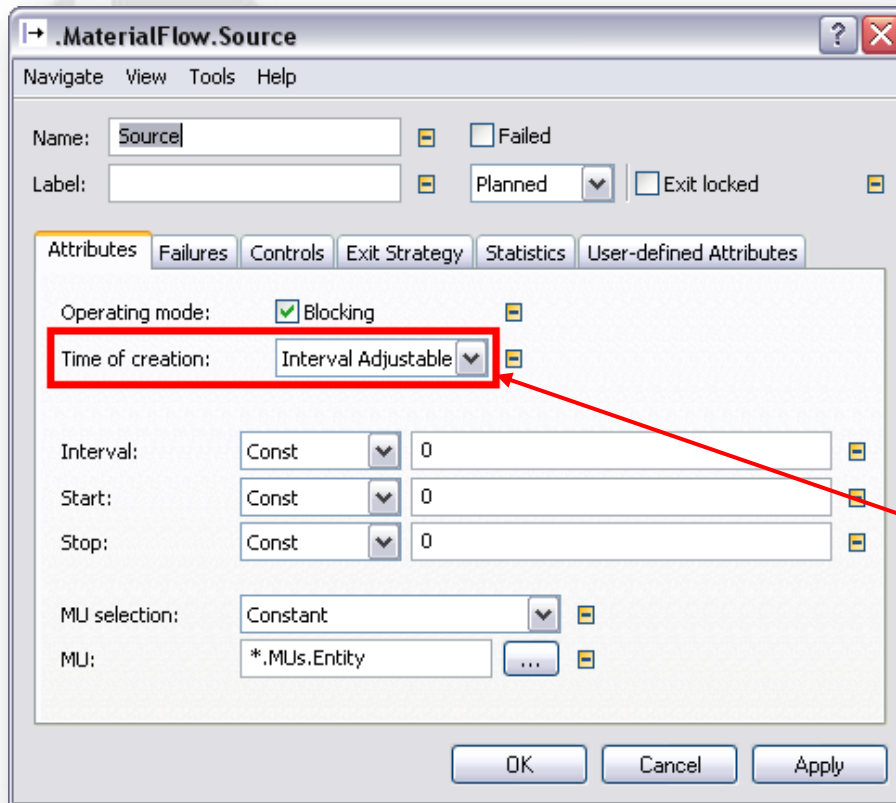 .MaterialFlow.Source
Navigate View Tools Help
Name: Source Failed
Label: Planned Exit locked
Attributes Failures Controls Exit Strategy Statistics User-defined Attributes
Operating mode: Blocking
Time of creation: Interval Adjustable
Interval: Const 0
Start: Const 0
Stop: Const 0
MU selection: Constant
MU: *.MUs.Entity ...
OK Cancel Apply